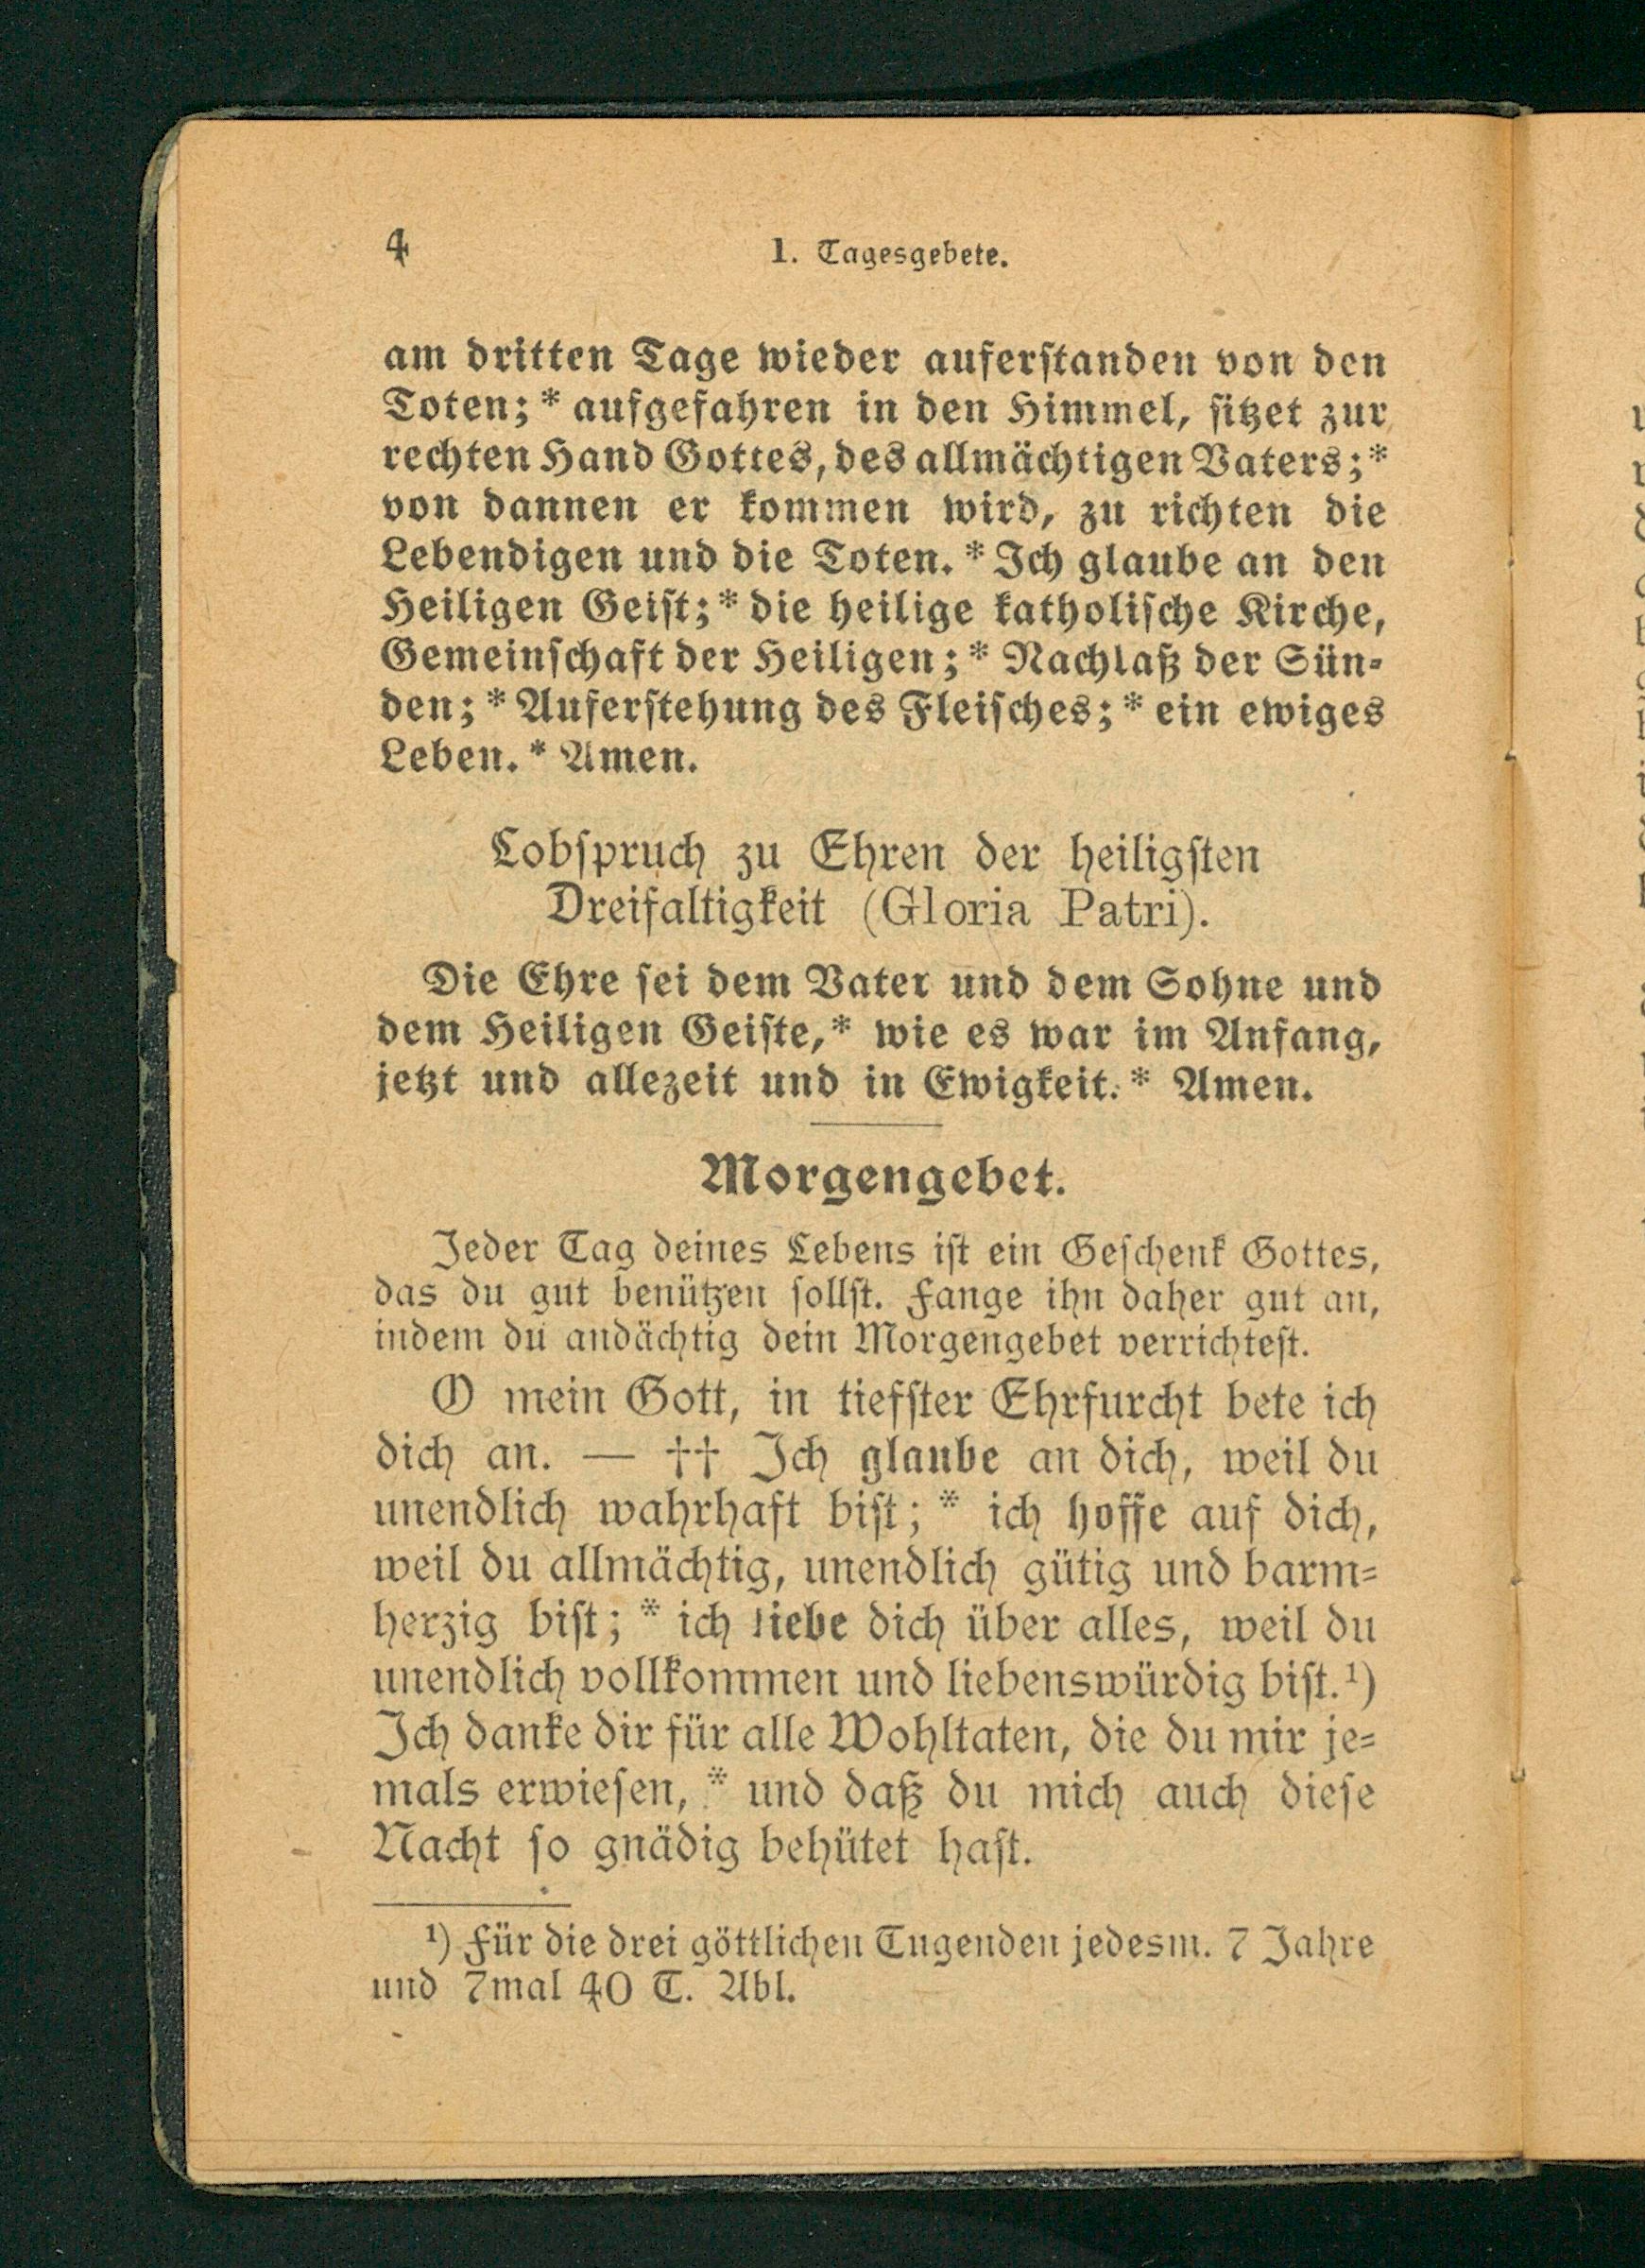 4
1. Tagesgebete.
am dritten Tage wieder auferſtanden von den
Toten; * aufgefahren in den Himmel, ſitzet zur
rechten Hand Gottes, des allmächtigen Vaters; *
von dannen er kommen wird, zu richten die
Lebendigen und die Toten. * Ich glaube an den
Heiligen Geiſt; * die heilige katholiſche Kirche,
Gemeinſchaft der Heiligen; * Nachlaß der Sün-
den; * Auferſtehung des Fleiſches; * ein ewiges
Leben. * Amen.
Lobſpruch zu Ehren der heiligſten
Dreifaltigkeit (Gloria Patri).
Die Ehre ſei dem Vater und dem Sohne und
dem Heiligen Geiſte, * wie es war im Anfang,
jetzt und allezeit und in Ewigkeit. * Amen.
Morgengebet.
Jeder Tag deines Lebens iſt ein Geſchenk Gottes,
das du gut benützen ſollſt. Fange ihn daher gut an,
indem du andächtig dein Morgengebet verrichteſt.
O mein Gott, in tiefſter Ehrfurcht bete ich
dich an. — †† Ich glaube an dich, weil du
unendlich wahrhaft biſt; * ich hoffe auf dich,
weil du allmächtig, unendlich gütig und barm-
herzig biſt; * ich liebe dich über alles, weil du
unendlich vollkommen und liebenswürdig biſt.¹)
Ich danke dir für alle Wohltaten, die du mir je-
mals erwieſen, * und daß du mich auch dieſe
Nacht ſo gnädig behütet haſt.
¹) Für die drei göttlichen Tugenden jedesm. 7 Jahre
und 7mal 40 T. Abl.